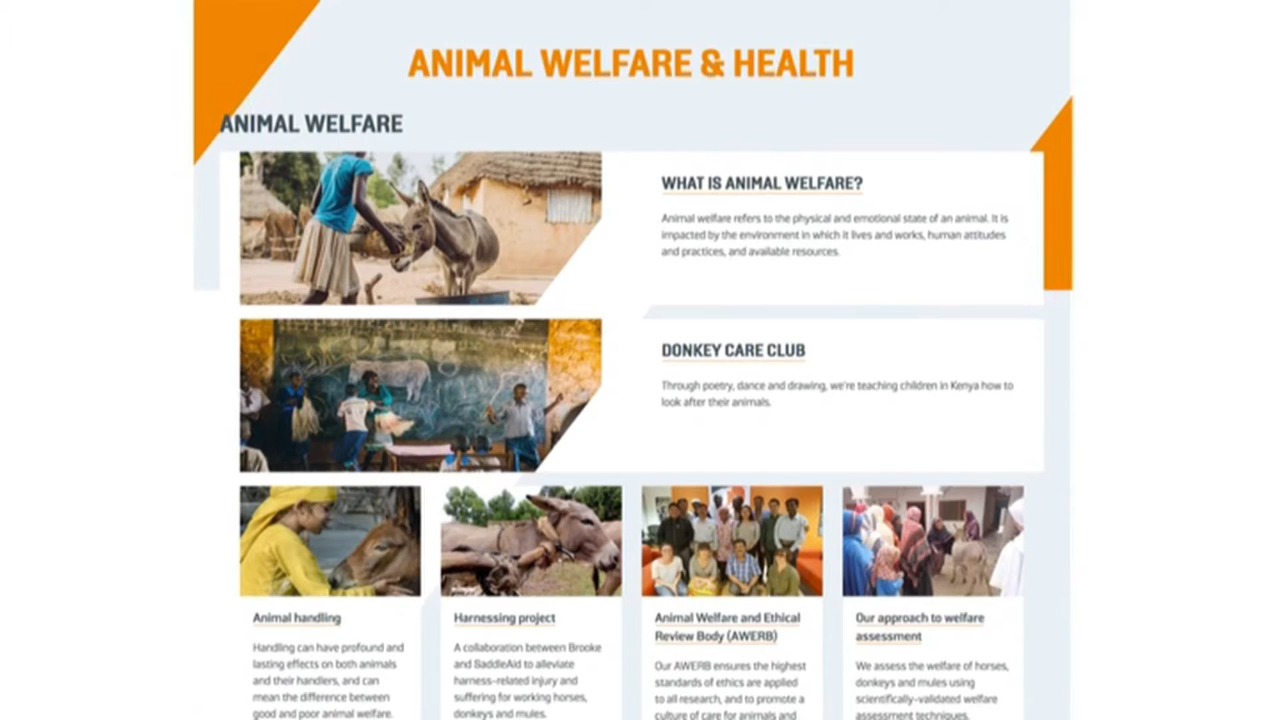 ANIMAL WELFARE & HEALTH
ANIMAL WELFARE
WHAT IS ANIMAL WELFARE?
Animal welfare refers to the physical and emotional state of an animal. It is
impacted by the environment in which it lives and works, human attitudes
and practices, and available resources.
DONKEY CARE CLUB
Through poetry, dance and drawing, we're teaching children in Kenya how to
look after their animals.
Animal handling
Handling can have profound and
lasting effects on both animals
and their handlers, and can
mean the difference between
good and poor animal welfare.
Harnessing project
A collaboration between Brooke
and SaddleAid to alleviate
harness-related injury and
suffering for working horses,
donkeys and mules.
Animal Welfare and Ethical
Review Body (AWERB)
Our AWERB ensures the highest
standards of ethics are applied
to all research, and to promote a
culture of care for animals and
Our approach to welfare
assessment
We assess the welfare of horses,
donkeys and mules using
scientifically-validated welfare
assessment techniques.